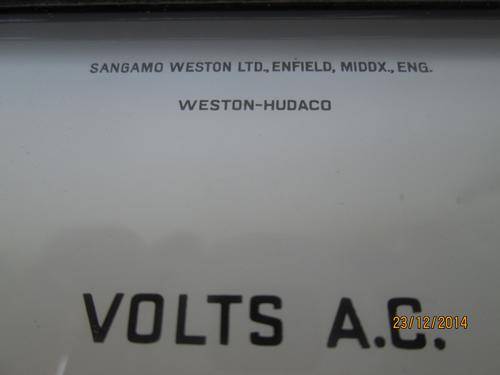 SANGAMO WESTON LTD., ENFIELD, MIDDX., ENG.
WESTON-HUDACO
VOLTS A.C.
23/12/2014